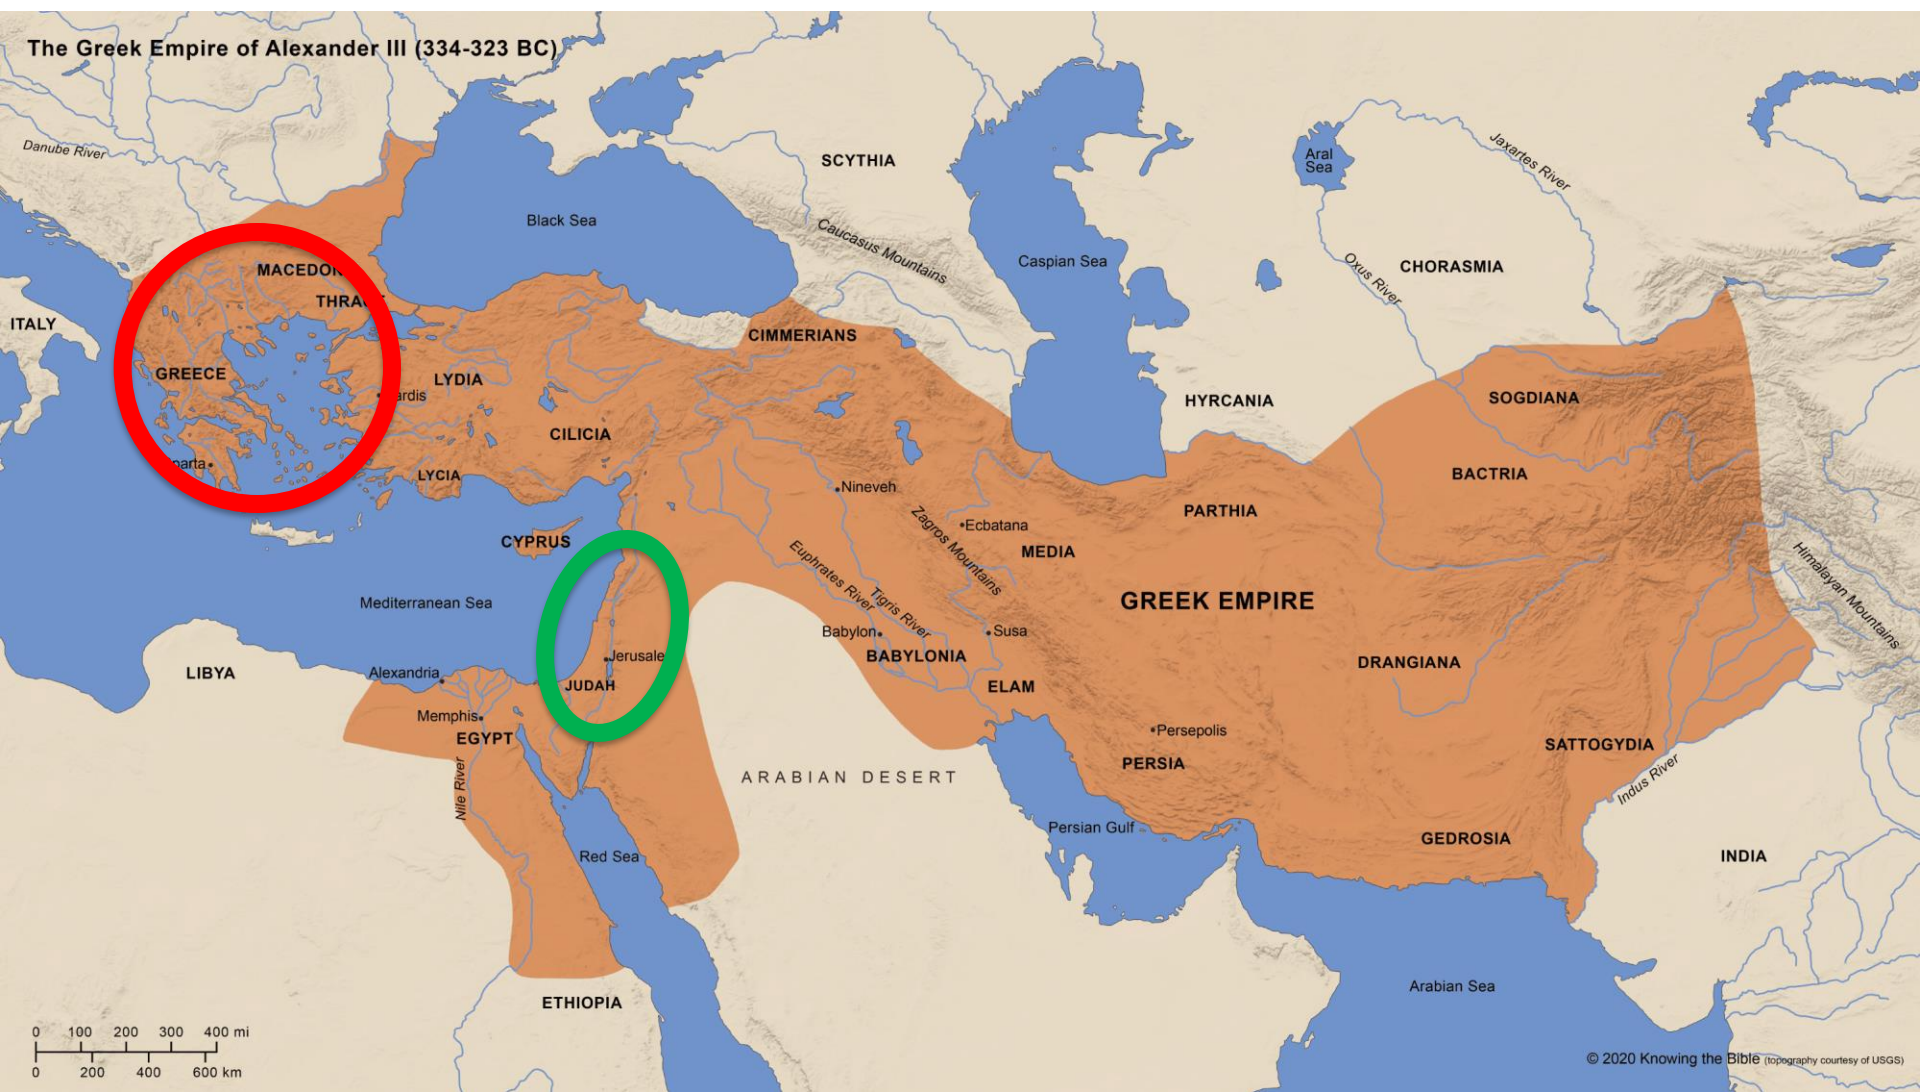 The Greek Empire of Alexander III (334-323 BC)
Danube River
SCYTHIA
Aral
Sea
Jaxartes River
Black Sea
Caucasus Mountains
Caspian Sea
Oxus River
CHORASMIA
MACEDON
THRA
ITALY
CIMMERIANS
GREECE
LYDIA
ardis
HYRCANIA
SOGDIANA
CILICIA
parta
LYCIA
BACTRIA
Nineveh
PARTHIA
Zagros Mountains
Ecbatana
CYPRUS
MEDIA
Himalayan Mountains
Euphrates River
Tigris River
Mediterranean Sea
GREEK EMPIRE
Babylon
Susa
LIBYA
Alexandria
Jerusale
BABYLONIA
DRANGIANA
JUDAH
ELAM
Memphis
EGYPT
Persepolis
SATTOGYDIA
PERSIA
ARABIAN DESERT
Nile River
Indus River
Persian Gulf
GEDROSIA
Red Sea
INDIA
Arabian Sea
ETHIOPIA
0 100 200 300 400 mi
0 200 400 600 km
© 2020 Knowing the Bible (topography courtesy of USGS)